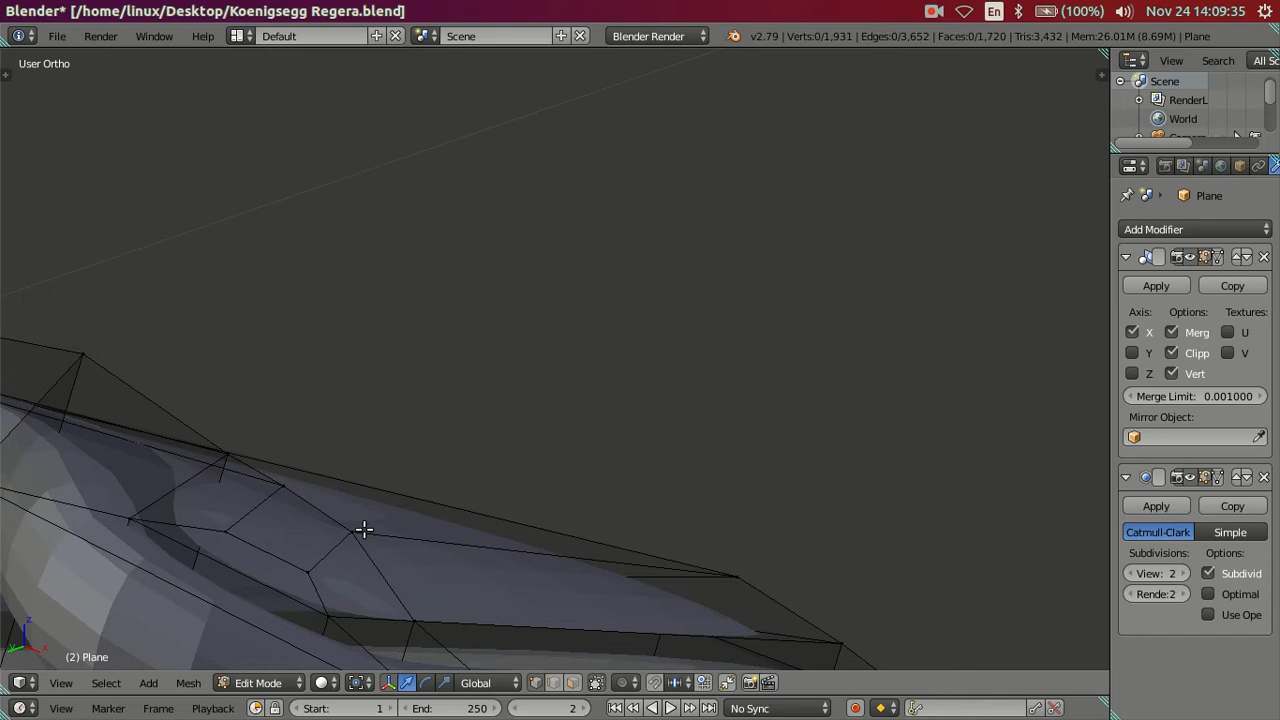 Blender* [/home/linux/Desktop/Koenigsegg Regera.blend]
En
(100%)
Nov 24 14:09:35
File
Render
Window
Help
Default
Scene
Blender Render
v2.79 | Verts:0/1,931 | Edges:0/3,652 | Faces:0/1,720 | Tris:3,432 | Mem:26.01M (8.69M) | Plane
User Ortho
View
Search
All Sc
Scene
RenderL
World
Plane
Add Modifier
Apply
Copy
Axis:
Options:
Textures:
X
Merg
U
Y
Clipp
V
Z
Vert
Merge Limit: 0.001000
Mirror Object:
Apply
Copy
Catmull-Clark
Simple
Subdivisions:
Options:
View: 2
Subdivid
Rende:2
Optimal
Use Ope
z
y
x
(2) Plane
View
Select
Add
Mesh
Edit Mode
Global
View
Marker
Frame
Playback
Start: 1
End: 250
2
No Sync